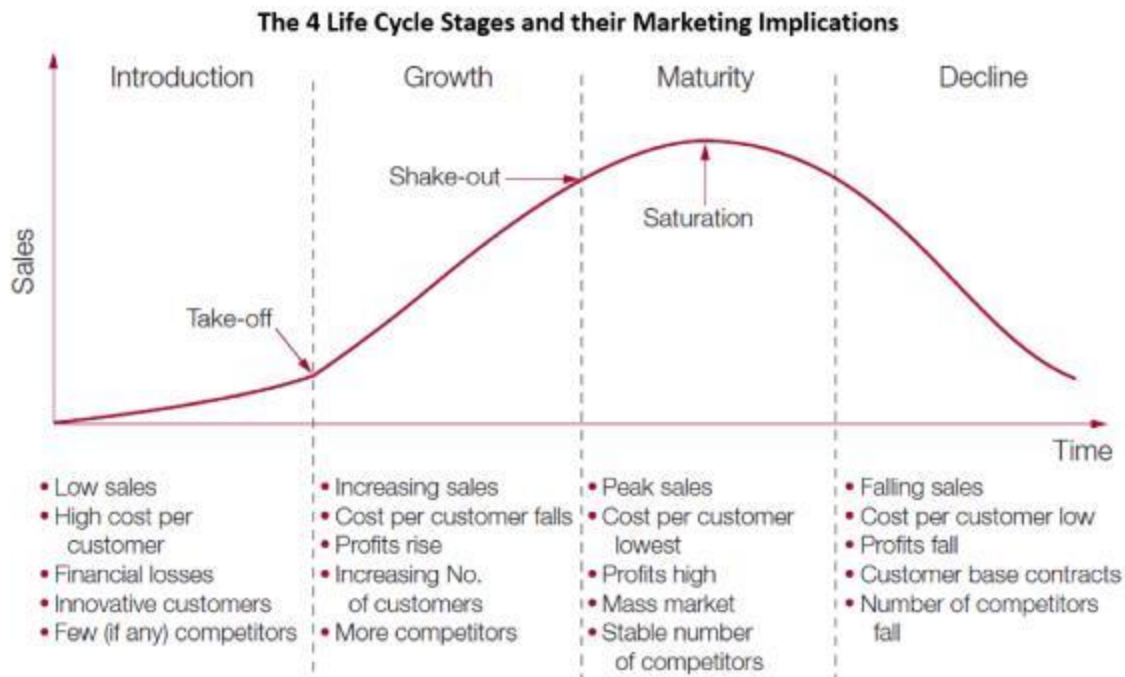 The 4 Life Cycle Stages and their Marketing Implications
Introduction
Growth
Maturity
Decline
Shake-out
Saturation
Sales
Take-off
Time
• Low sales
• High cost per
customer
• Financial losses
• Innovative customers
• Few (if any) competitors
• Increasing sales
• Cost per customer falls
• Profits rise
• Increasing No.
of customers
• More competitors
• Peak sales
• Cost per customer
lowest
• Profits high
• Mass market
• Stable number
of competitors
• Falling sales
• Cost per customer low
• Profits fall
• Customer base contracts
• Number of competitors
fall